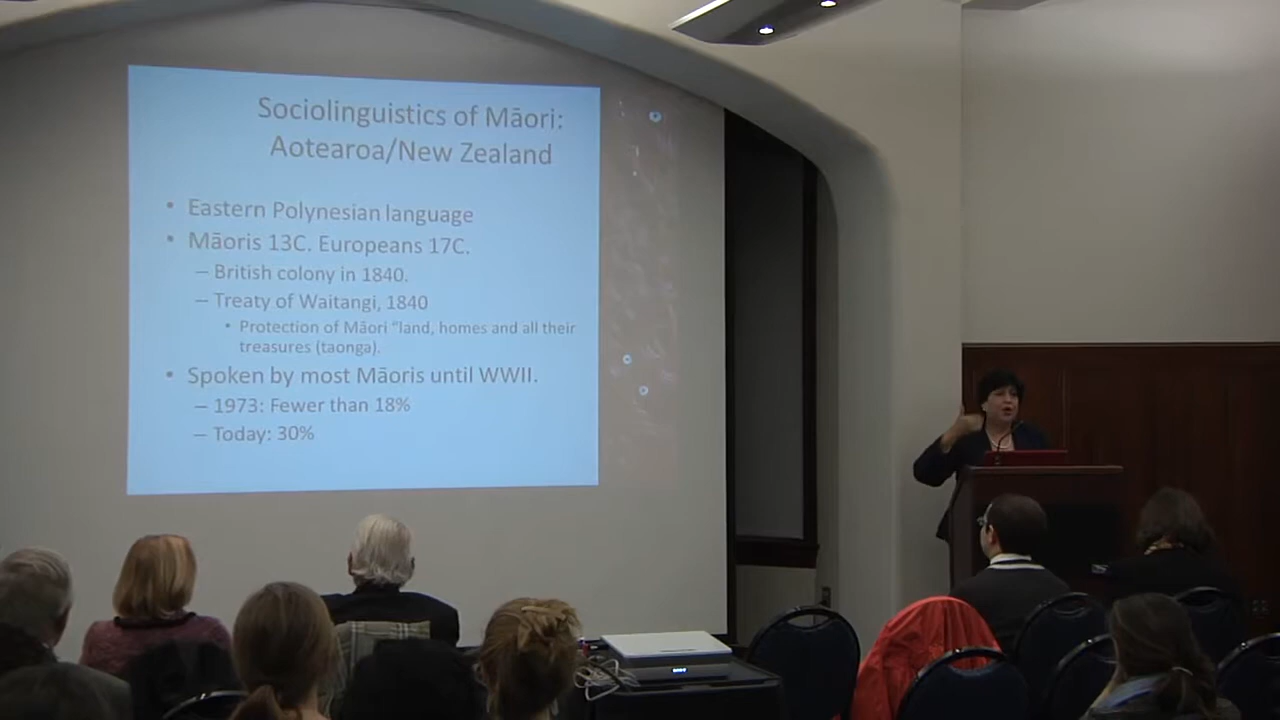 Sociolinguistics of Māori:
Aotearoa/New Zealand
• Eastern Polynesian language
• Māoris 13C. Europeans 17C.
– British colony in 1840.
– Treaty of Waitangi, 1840
• Protection of Māori "land, homes and all their
treasures (taonga).
• Spoken by most Māoris until WWII.
– 1973: Fewer than 18%
– Today: 30%